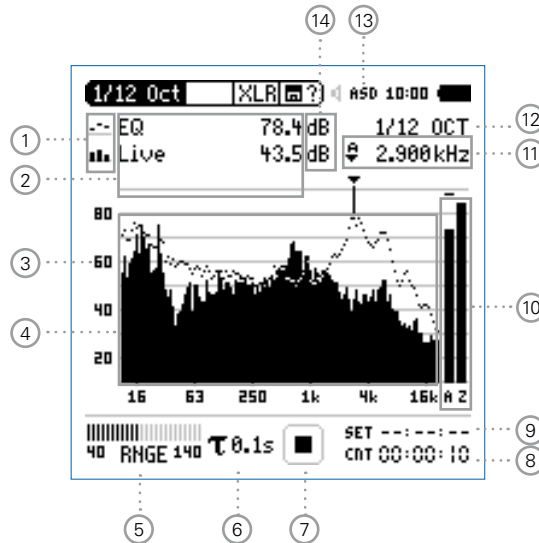 14 13
1/12 Oct XLR ? ASD 10:00
EQ 78.4 dB 1/12 OCT 12
1 Live 43.5 dB A 2.900kHz 11
2
80
3 60
10
4 40
20
16 63 250 1k 4k 16k A Z
SET --:--:-- 9
40 RNGE 140 τ 0.1s CNT 00:00:10 8
5 6 7